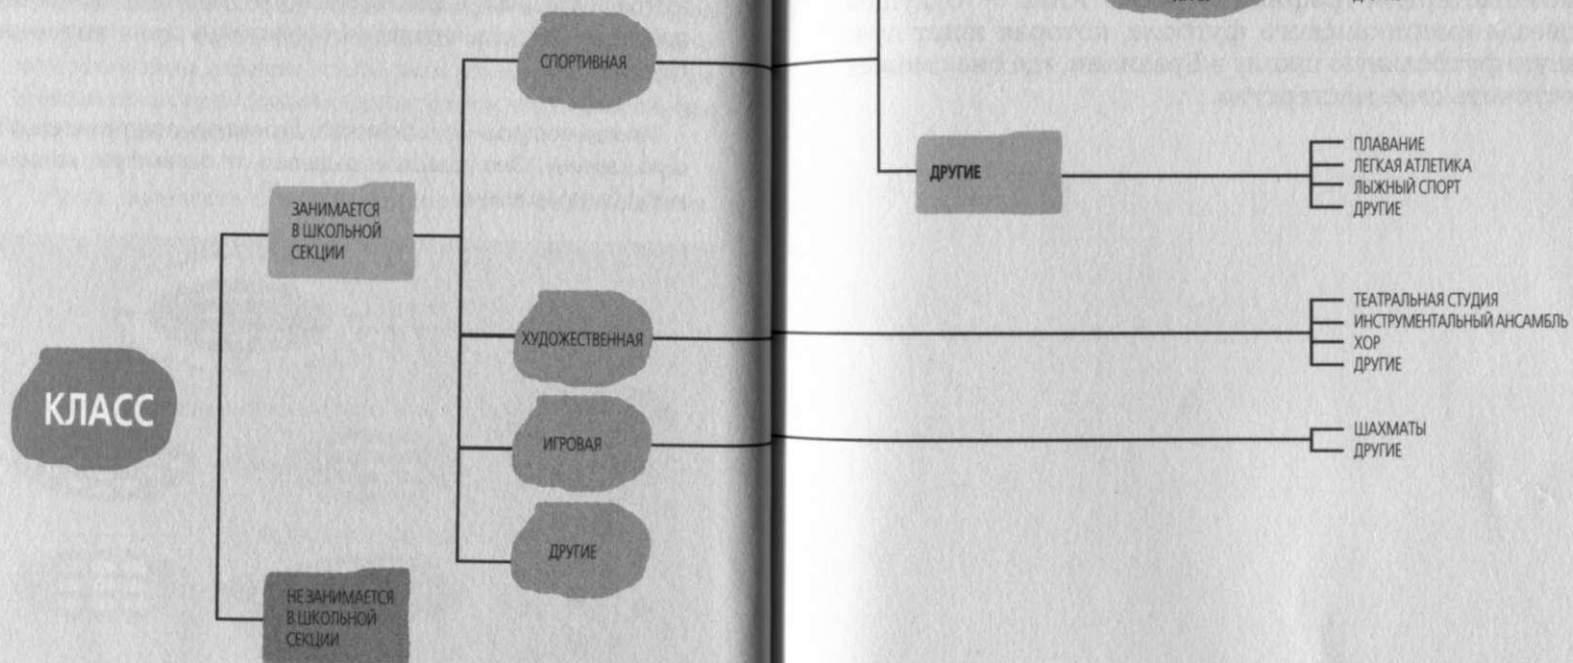 СПОРТИВНАЯ
ДРУГИЕ
ПЛАВАНИЕ
ЛЕГКАЯ АТЛЕТИКА
ЛЫЖНЫЙ СПОРТ
ДРУГИЕ
ЗАНИМАЕТСЯ
В ШКОЛЬНОЙ
СЕКЦИИ
ХУДОЖЕСТВЕННАЯ
ТЕАТРАЛЬНАЯ СТУДИЯ
ИНСТРУМЕНТАЛЬНЫЙ АНСАМБЛЬ
ХОР
ДРУГИЕ
КЛАСС
ИГРОВАЯ
ШАХМАТЫ
ДРУГИЕ
ДРУГИЕ
НЕ ЗАНИМАЕТСЯ
В ШКОЛЬНОЙ
СЕКЦИИ